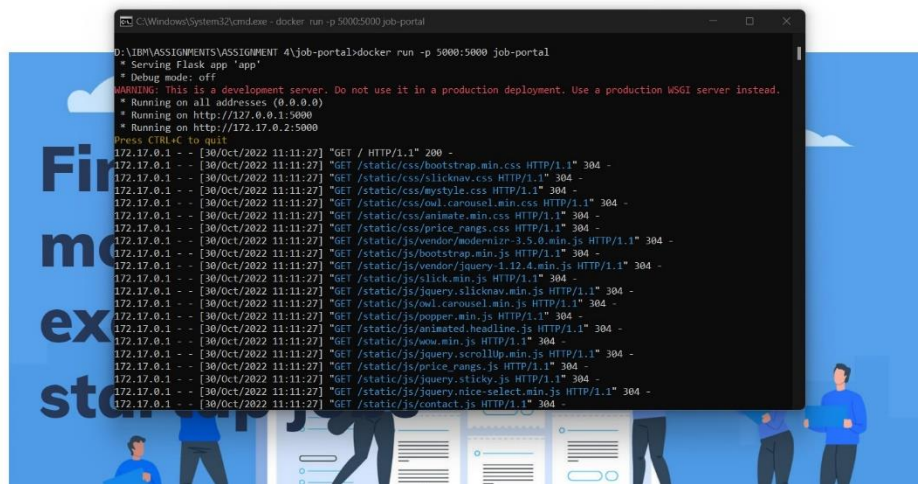 C:\Windows\System32\cmd.exe - docker run -p 5000:5000 job-portal
D:\IBM\ASSIGNMENTS\ASSIGNMENT 4\job-portal>docker run -p 5000:5000 job-portal
* Serving Flask app 'app'
* Debug mode: off
WARNING: This is a development server. Do not use it in a production deployment. Use a production WSGI server instead.
* Running on all addresses (0.0.0.0)
* Running on http://127.0.0.1:5000
* Running on http://172.17.0.2:5000
Press CTRL+C to quit
172.17.0.1 - - [30/Oct/2022 11:11:27] "GET / HTTP/1.1" 200 -
172.17.0.1 - - [30/Oct/2022 11:11:27] "GET /static/css/bootstrap.min.css HTTP/1.1" 304 -
172.17.0.1 - - [30/Oct/2022 11:11:27] "GET /static/css/slicknav.css HTTP/1.1" 304 -
172.17.0.1 - - [30/Oct/2022 11:11:27] "GET /static/css/mystyle.css HTTP/1.1" 304 -
172.17.0.1 - - [30/Oct/2022 11:11:27] "GET /static/css/owl.carousel.min.css HTTP/1.1" 304 -
172.17.0.1 - - [30/Oct/2022 11:11:27] "GET /static/css/animate.min.css HTTP/1.1" 304 -
172.17.0.1 - - [30/Oct/2022 11:11:27] "GET /static/css/price_rangs.css HTTP/1.1" 304 -
172.17.0.1 - - [30/Oct/2022 11:11:27] "GET /static/js/vendor/modernizr-3.5.0.min.js HTTP/1.1" 304 -
172.17.0.1 - - [30/Oct/2022 11:11:27] "GET /static/js/bootstrap.min.js HTTP/1.1" 304 -
172.17.0.1 - - [30/Oct/2022 11:11:27] "GET /static/js/vendor/jquery-1.12.4.min.js HTTP/1.1" 304 -
172.17.0.1 - - [30/Oct/2022 11:11:27] "GET /static/js/slick.min.js HTTP/1.1" 304 -
172.17.0.1 - - [30/Oct/2022 11:11:27] "GET /static/js/jquery.slicknav.min.js HTTP/1.1" 304 -
172.17.0.1 - - [30/Oct/2022 11:11:27] "GET /static/js/owl.carousel.min.js HTTP/1.1" 304 -
172.17.0.1 - - [30/Oct/2022 11:11:27] "GET /static/js/popper.min.js HTTP/1.1" 304 -
172.17.0.1 - - [30/Oct/2022 11:11:27] "GET /static/js/animated.headline.js HTTP/1.1" 304 -
172.17.0.1 - - [30/Oct/2022 11:11:27] "GET /static/js/wow.min.js HTTP/1.1" 304 -
172.17.0.1 - - [30/Oct/2022 11:11:27] "GET /static/js/jquery.scrollUp.min.js HTTP/1.1" 304 -
172.17.0.1 - - [30/Oct/2022 11:11:27] "GET /static/js/price_rangs.js HTTP/1.1" 304 -
172.17.0.1 - - [30/Oct/2022 11:11:27] "GET /static/js/jquery.sticky.js HTTP/1.1" 304 -
172.17.0.1 - - [30/Oct/2022 11:11:27] "GET /static/js/jquery.nice-select.min.js HTTP/1.1" 304 -
172.17.0.1 - - [30/Oct/2022 11:11:27] "GET /static/js/contact.js HTTP/1.1" 304 -